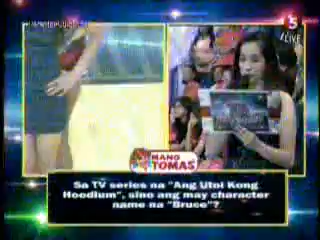 5
LIVE
MANG
TOMAS
Sa TV series na "Ang Utol Kong
Hoodlum", sino ang may character
name na "Bruce"?